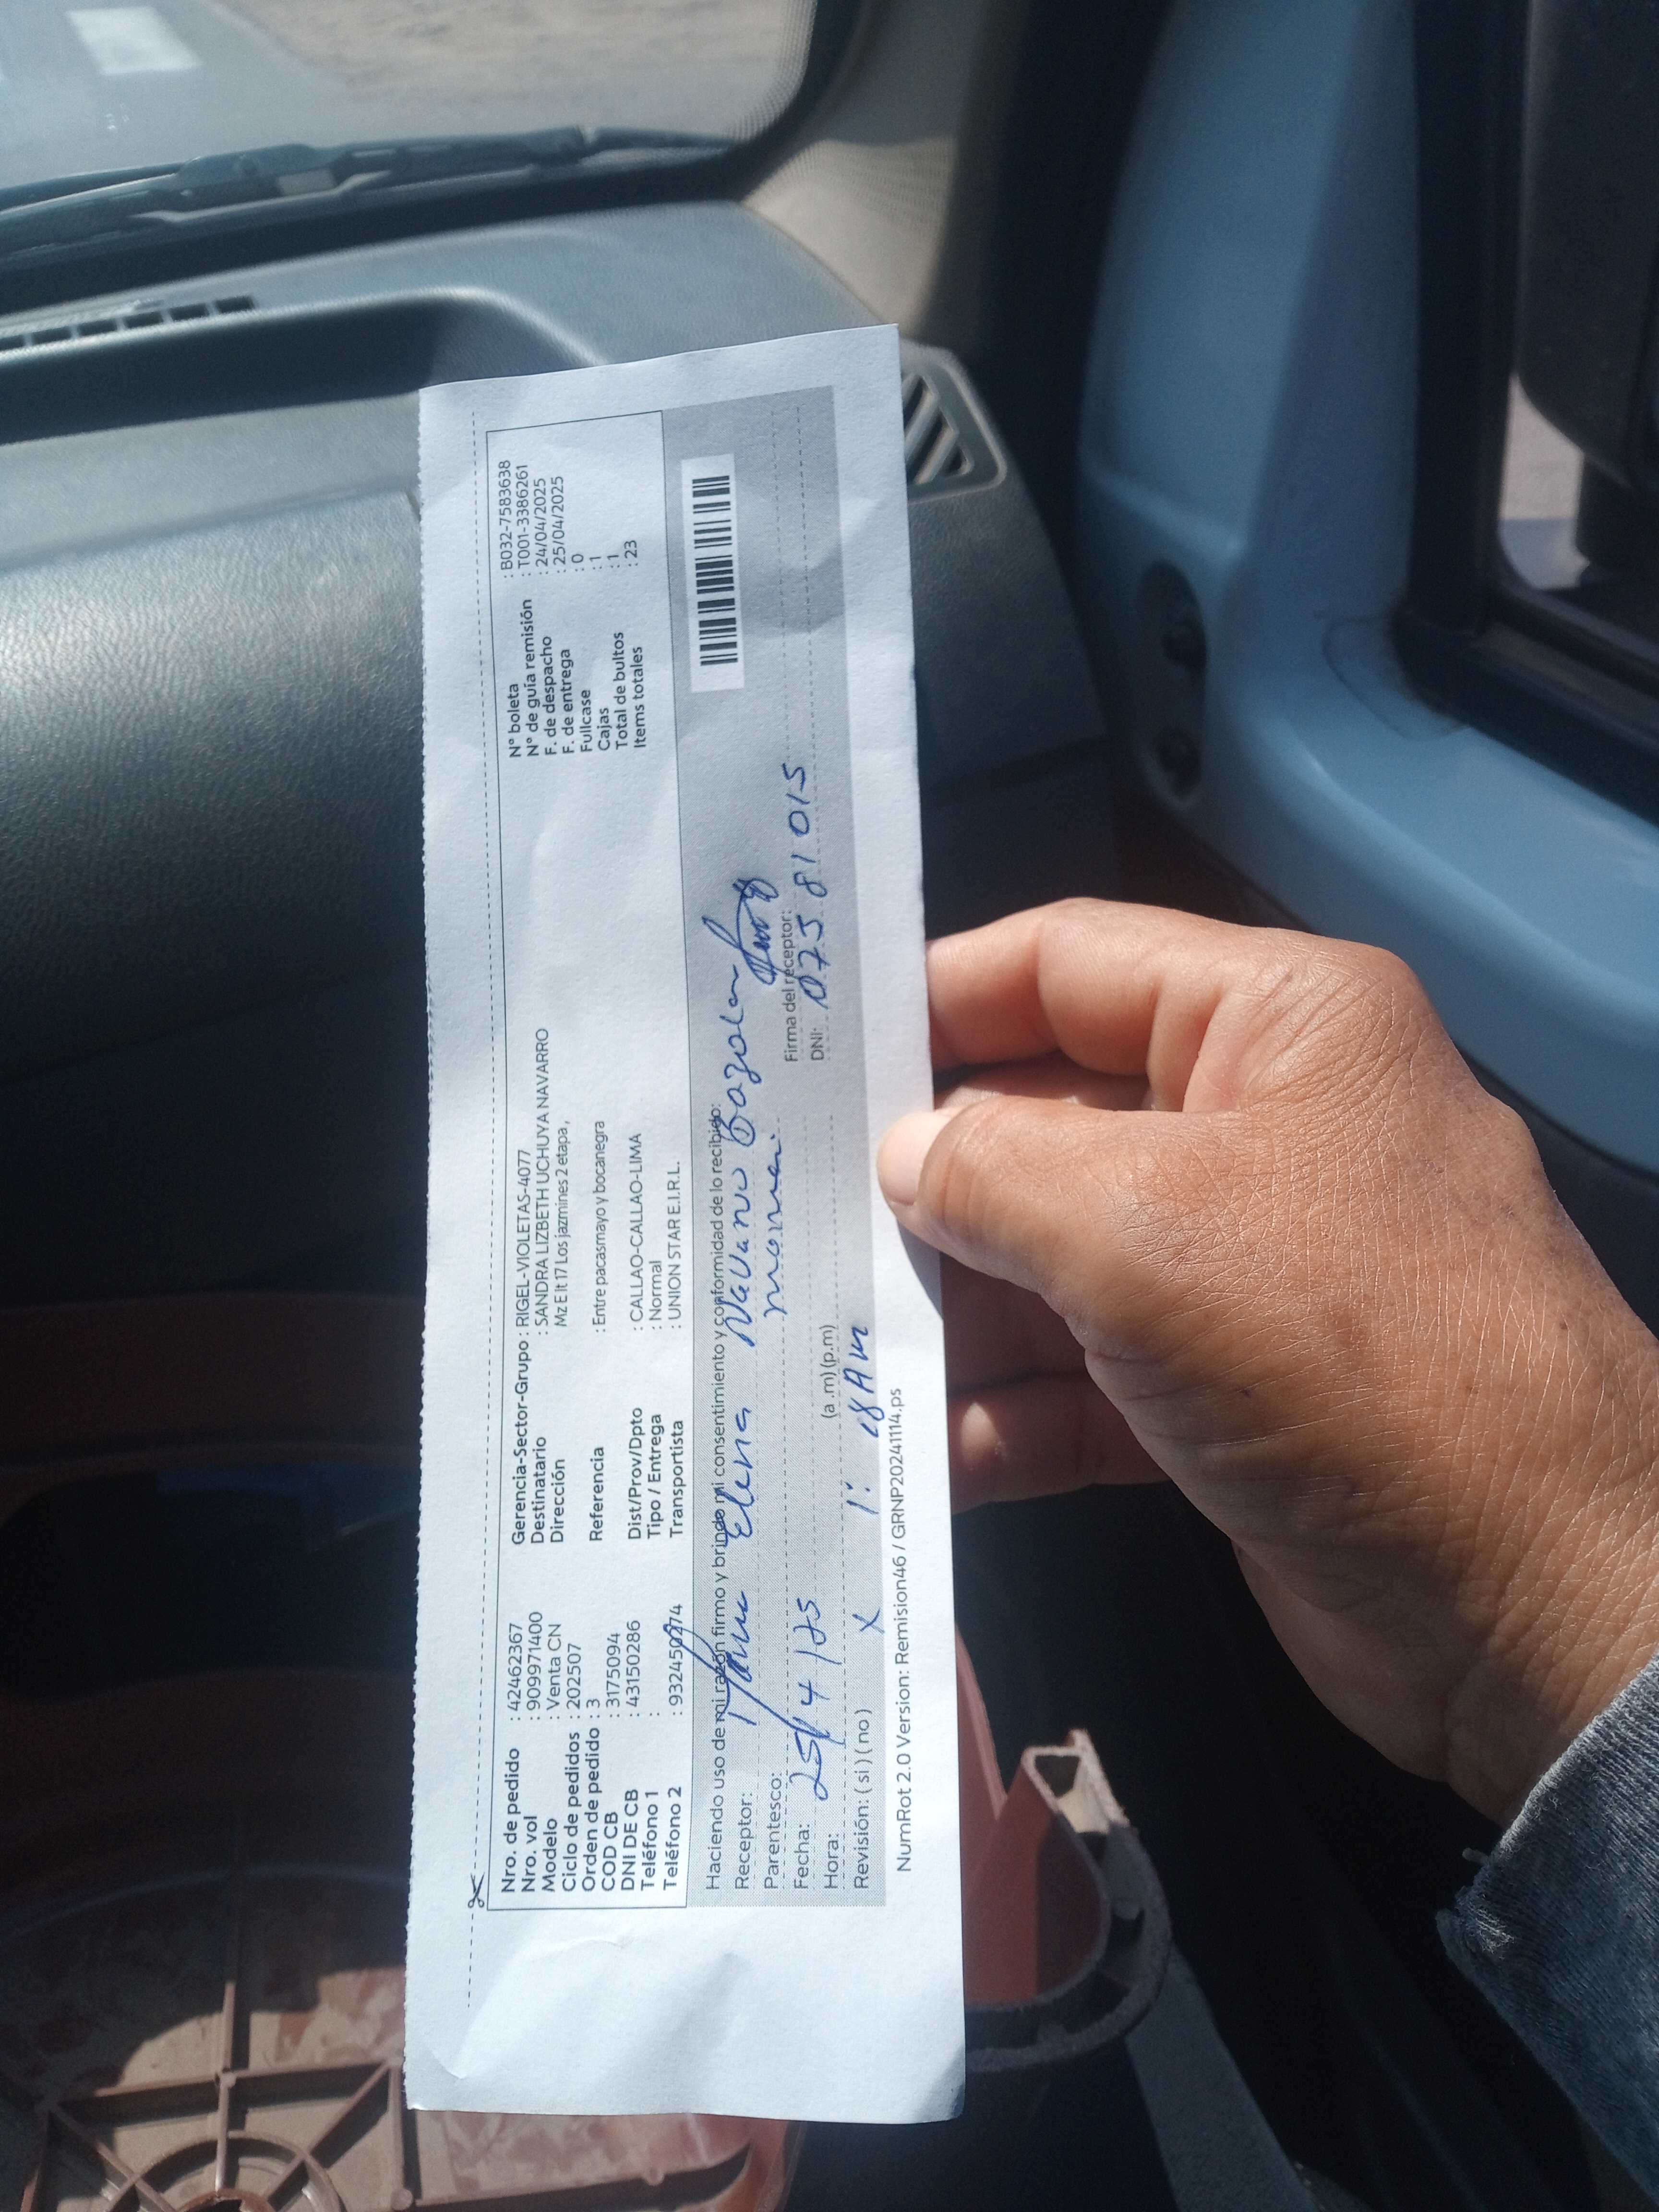 Nro. de pedido : 42462367
Nro. vol : 909971400
Modelo : Venta CN
Ciclo de pedidos : 202507
Orden de pedido : 3
COD CB : 3175094
DNI DE CB : 43150286
Teléfono 1 :
Teléfono 2 : 932450274
Gerencia-Sector-Grupo : RIGEL-VIOLETAS-4077
Destinatario : SANDRA LIZBETH UCHUYA NAVARRO
Dirección Mz E lt 17 Los jazmines 2 etapa ,
Referencia : Entre pacasmayo y bocanegra
Dist/Prov/Dpto : CALLAO-CALLAO-LIMA
Tipo / Entrega : Normal
Transportista : UNION STAR E.I.R.L.
N° boleta : B032-7583638
N° de guía remisión : T001-3386261
F. de despacho : 24/04/2025
F. de entrega : 25/04/2025
Fullcase : 0
Cajas : 1
Total de bultos : 1
Items totales : 23
Haciendo uso de mi razón firmo y brindo mi consentimiento y conformidad de lo recibido:
Receptor: Elena Navarro
Parentesco:
Fecha: 25/4/25
Firma del receptor:
Hora: (a .m) (p.m)
DNI:
Revisión: ( si ) ( no ) X
NumRot 2.0 Version: Remision46 / GRNP20241114.ps